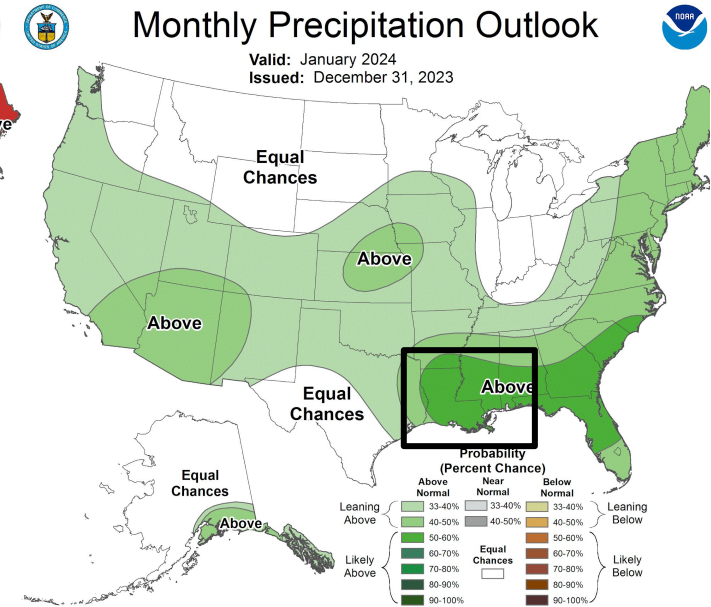 Monthly Precipitation Outlook
NOAA
Valid: January 2024
Issued: December 31, 2023
Equal
Chances
Above
Above
Equal
Chances
Above
Equal
Chances
Above
Probability
(Percent Chance)
Above
Normal
Near
Normal
Below
Normal
Leaning
Above
33-40%
33-40%
33-40%
Leaning
Below
40-50%
40-50%
40-50%
Likely
Above
50-60%
50-60%
Likely
Below
60-70%
Equal
Chances
60-70%
70-80%
70-80%
80-90%
80-90%
90-100%
90-100%